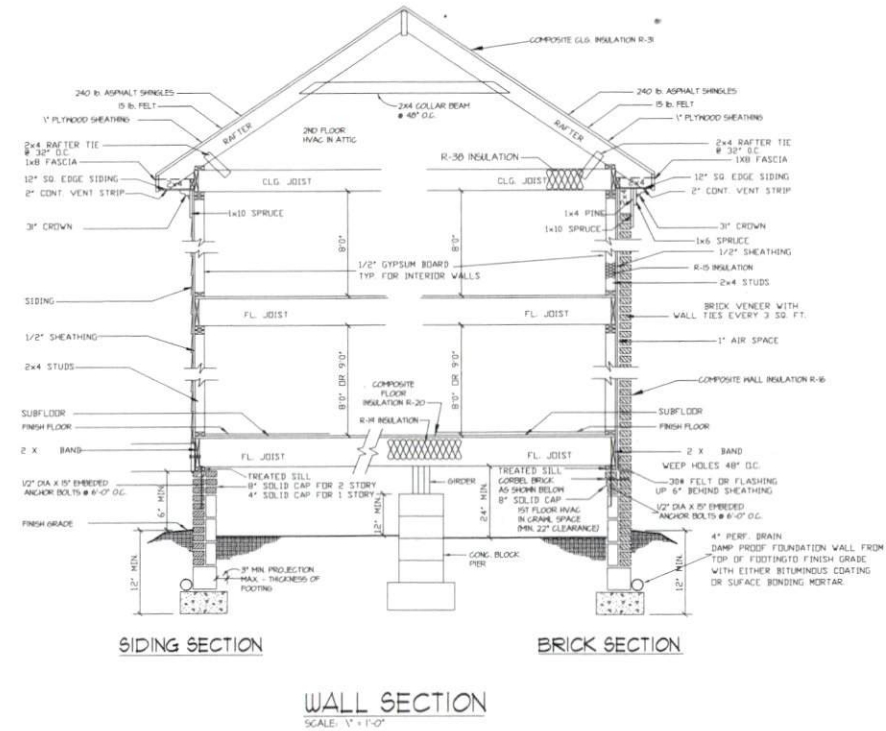 COMPOSITE CLG. INSULATION R-31
240 lb. ASPHALT SHINGLES
15 lb. FELT
1" PLYWOOD SHEATHING
2x4 RAFTER TIE
@ 32" O.C.
1x8 FASCIA
12" SQ. EDGE SIDING
2" CONT. VENT STRIP
31" CROWN
RAFTER
2X4 COLLAR BEAM
@ 48" O.C.
2ND FLOOR
HVAC IN ATTIC
RAFTER
240 lb. ASPHALT SHINGLES
15 lb. FELT
1" PLYWOOD SHEATHING
2x4 RAFTER TIE
@ 32" O.C.
1X8 FASCIA
12" SQ. EDGE SIDING
2" CONT. VENT STRIP
31" CROWN
1x6 SPRUCE
R-38 INSULATION
2x4
CLG. JOIST
CLG. JOIST
2x4
1x10 SPRUCE
1x4 PINE
1x10 SPRUCE
8'0"
8'0"
1/2" SHEATHING
R-15 INSULATION
2x4 STUDS
1/2" GYPSUM BOARD
TYP. FOR INTERIOR WALLS
SIDING
FL. JOIST
FL. JOIST
BRICK VENEER WITH
WALL TIES EVERY 3 SQ. FT.
1" AIR SPACE
1/2" SHEATHING
2x4 STUDS
8'0" OR 9'0"
8'0" OR 9'0"
COMPOSITE
FLOOR
INSULATION R-20
R-19 INSULATION
COMPOSITE WALL INSULATION R-16
SUBFLOOR
FINISH FLOOR
SUBFLOOR
FINISH FLOOR
2 X BAND
FL. JOIST
FL. JOIST
2 X BAND
WEEP HOLES 48" O.C.
30# FELT OR FLASHING
UP 6" BEHIND SHEATHING
1/2" DIA X 15" EMBEDED
ANCHOR BOLTS @ 6'-0" O.C.
1/2" DIA X 15" EMBEDED
ANCHOR BOLTS @ 6'-0" O.C.
6" MIN.
TREATED SILL
8" SOLID CAP FOR 2 STORY
4" SOLID CAP FOR 1 STORY
GIRDER
12" MIN.
24" MIN.
TREATED SILL
CORBEL BRICK
AS SHOWN BELOW
8" SOLID CAP
1ST FLOOR HVAC
IN CRAWL SPACE
(MIN. 22" CLEARANCE)
FINISH GRADE
12" MIN.
3" MIN PROJECTION
MAX. - THICKNESS OF
FOOTING
CONC. BLOCK
PIER
12" MIN.
4" PERF. DRAIN
DAMP PROOF FOUNDATION WALL FROM
TOP OF FOOTINGTO FINISH GRADE
WITH EITHER BITUMINOUS COATING
OR SUFACE BONDING MORTAR.
SIDING SECTION
BRICK SECTION
WALL SECTION
SCALE: 1" = 1'-0"